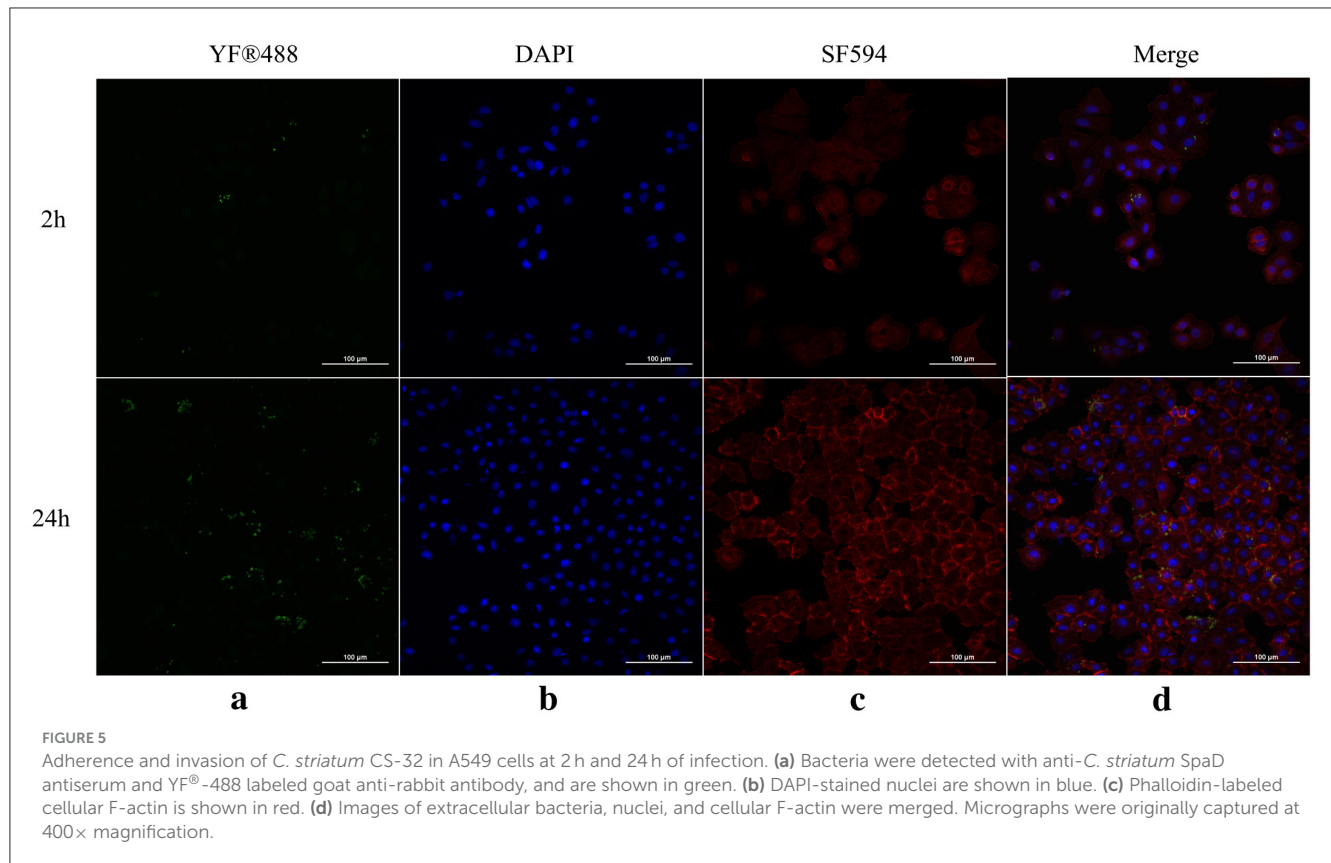 YF®488 DAPI SF594 Merge
2h
100 μm 100 μm 100 μm 100 μm
24h
100 μm 100 μm 100 μm 100 μm
a b c d
FIGURE 5
Adherence and invasion of C. striatum CS-32 in A549 cells at 2 h and 24 h of infection. (a) Bacteria were detected with anti-C. striatum SpaD
antiserum and YF®-488 labeled goat anti-rabbit antibody, and are shown in green. (b) DAPI-stained nuclei are shown in blue. (c) Phalloidin-labeled
cellular F-actin is shown in red. (d) Images of extracellular bacteria, nuclei, and cellular F-actin were merged. Micrographs were originally captured at
400× magnification.